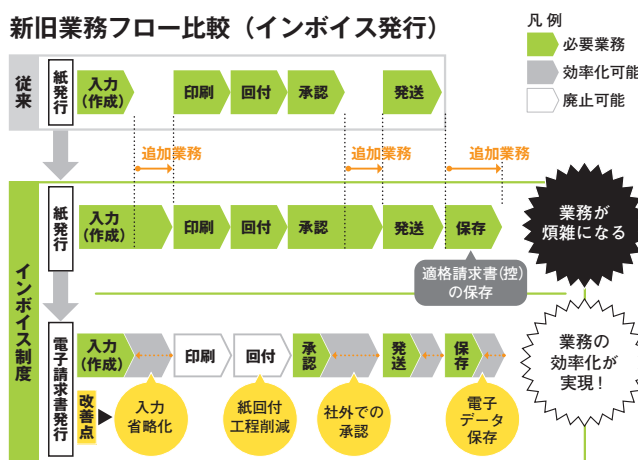 新旧業務フロー比較（インボイス発行）
凡 例
必要業務
効率化可能
廃止可能
従来
紙発行
入力
(作成)
印刷
回付
承認
発送
追加業務
追加業務
追加業務
インボイス制度
紙発行
入力
(作成)
印刷
回付
承認
発送
保存
適格請求書(控)
の保存
業務が
煩雑になる
電子請求書発行
入力
(作成)
印刷
回付
承認
発送
保存
改善点
入力
省略化
紙回付
工程削減
社外での
承認
電子
データ
保存
業務の
効率化が
実現！